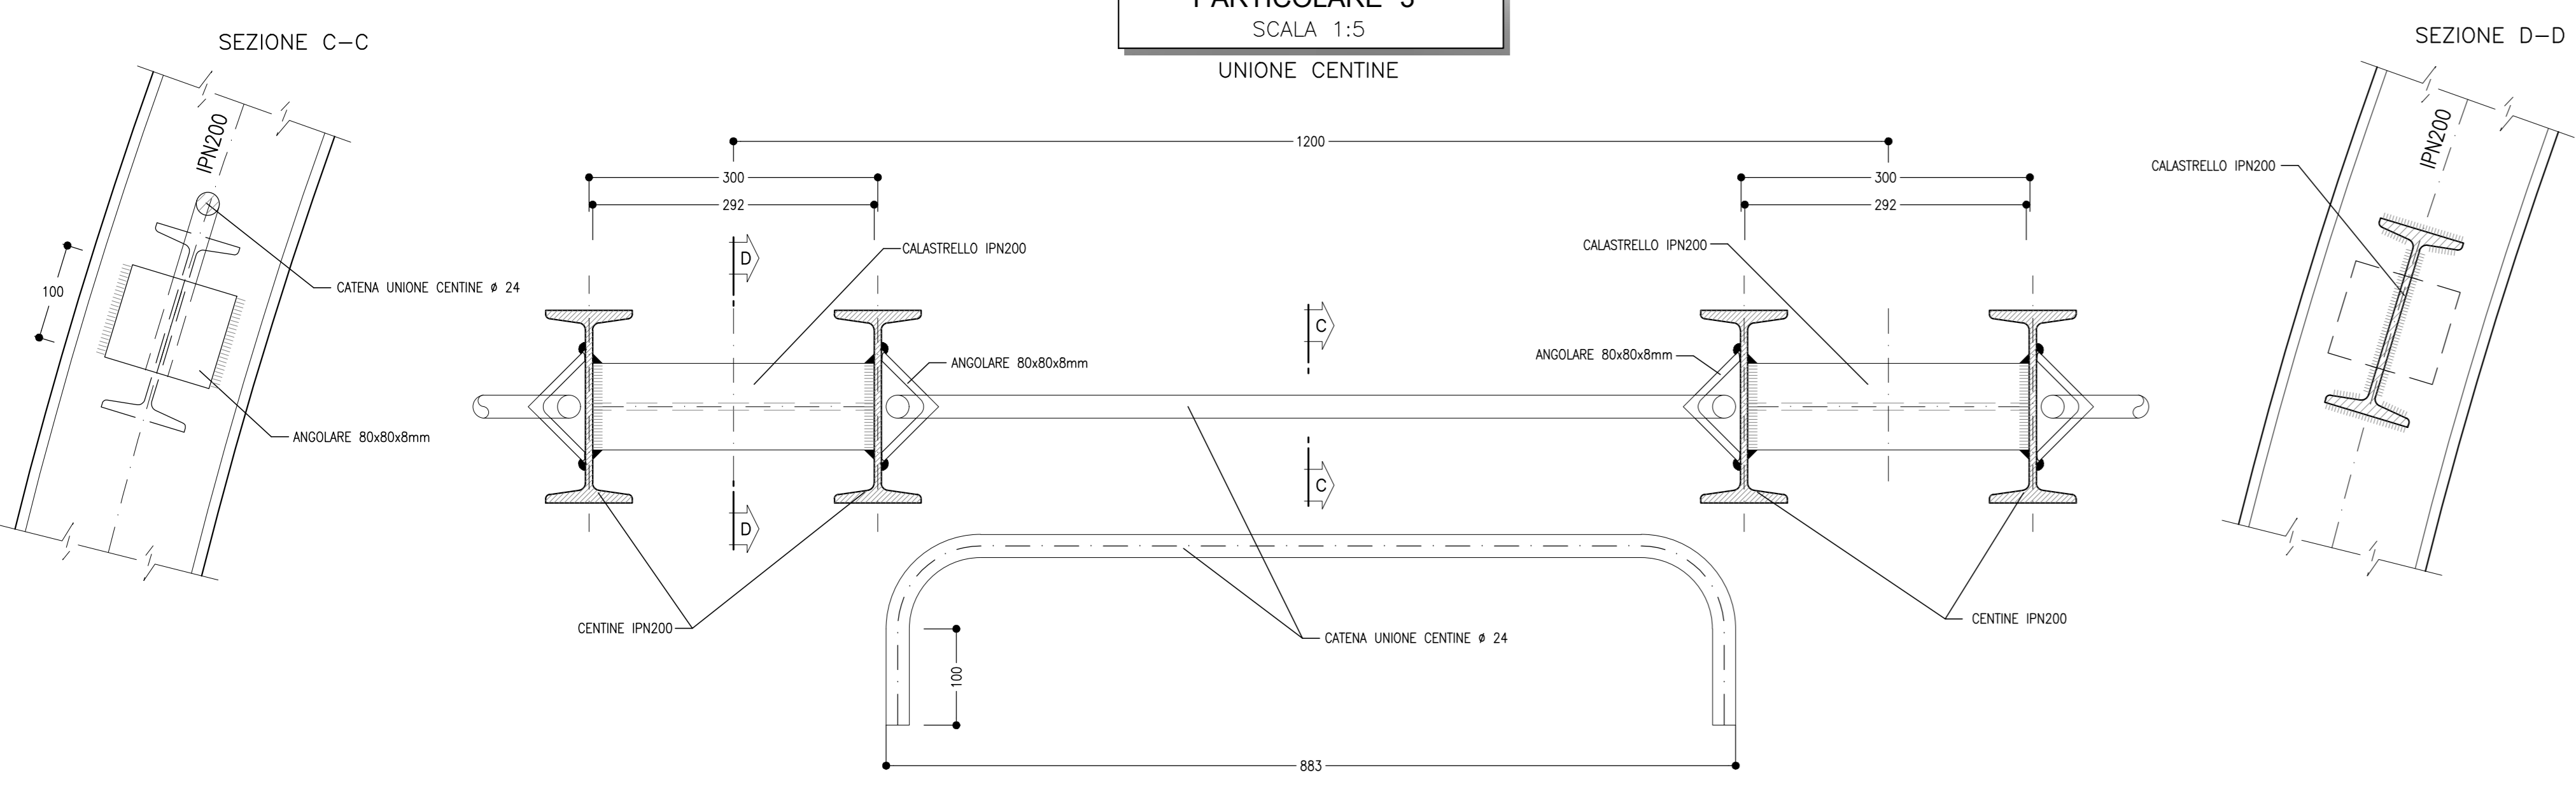 PARTICOLARE 3
SCALA 1:5
UNIONE CENTINE
SEZIONE C-C
IPN200
100
CATENA UNIONE CENTINE ø 24
ANGOLARE 80x80x8mm
1200
300
292
300
292
D
CALASTRELLO IPN200
CALASTRELLO IPN200
C
ANGOLARE 80x80x8mm
ANGOLARE 80x80x8mm
C
D
CENTINE IPN200
CENTINE IPN200
CATENA UNIONE CENTINE ø 24
100
883
SEZIONE D-D
IPN200
CALASTRELLO IPN200